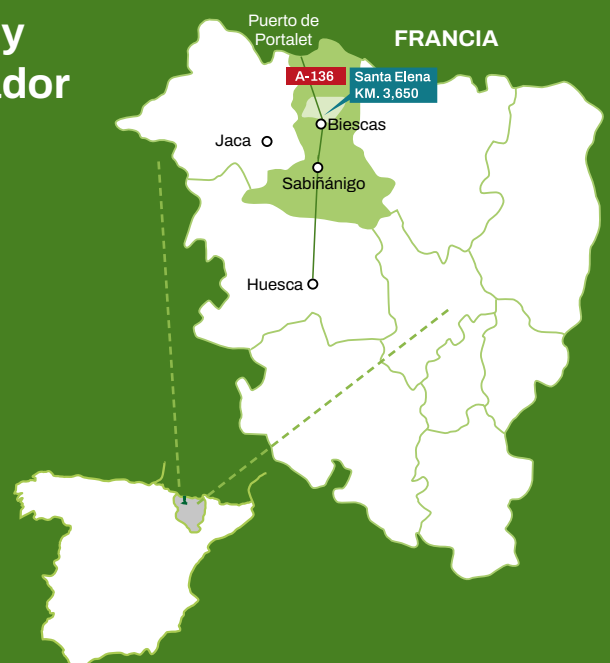 y
ador
Puerto de
Portalet
FRANCIA
A-136
Santa Elena
KM. 3,650
Biescas
Jaca
Sabiñánigo
Huesca